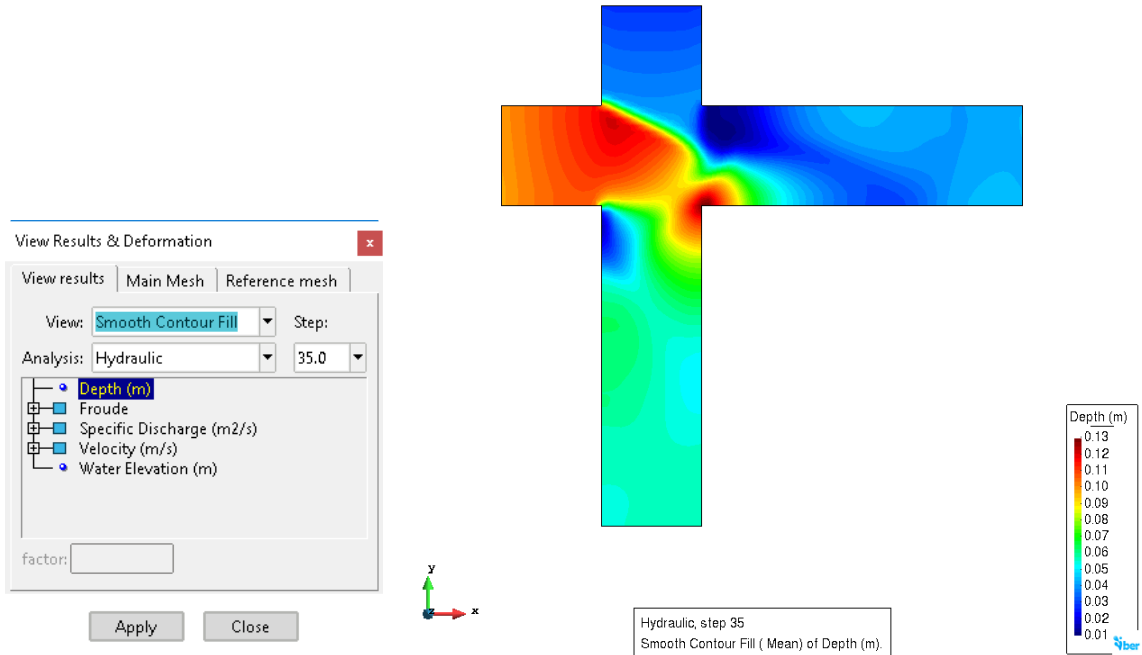 View Results & Deformation
x
View results
Main Mesh
Reference mesh
View:
Smooth Contour Fill
Step:
Analysis:
Hydraulic
35.0
Depth (m)
Froude
Specific Discharge (m2/s)
Velocity (m/s)
Water Elevation (m)
factor:
Apply
Close
y
z
x
Hydraulic, step 35
Smooth Contour Fill ( Mean) of Depth (m).
Depth (m)
0.13
0.12
0.11
0.10
0.09
0.08
0.07
0.06
0.05
0.04
0.03
0.02
0.01
iber